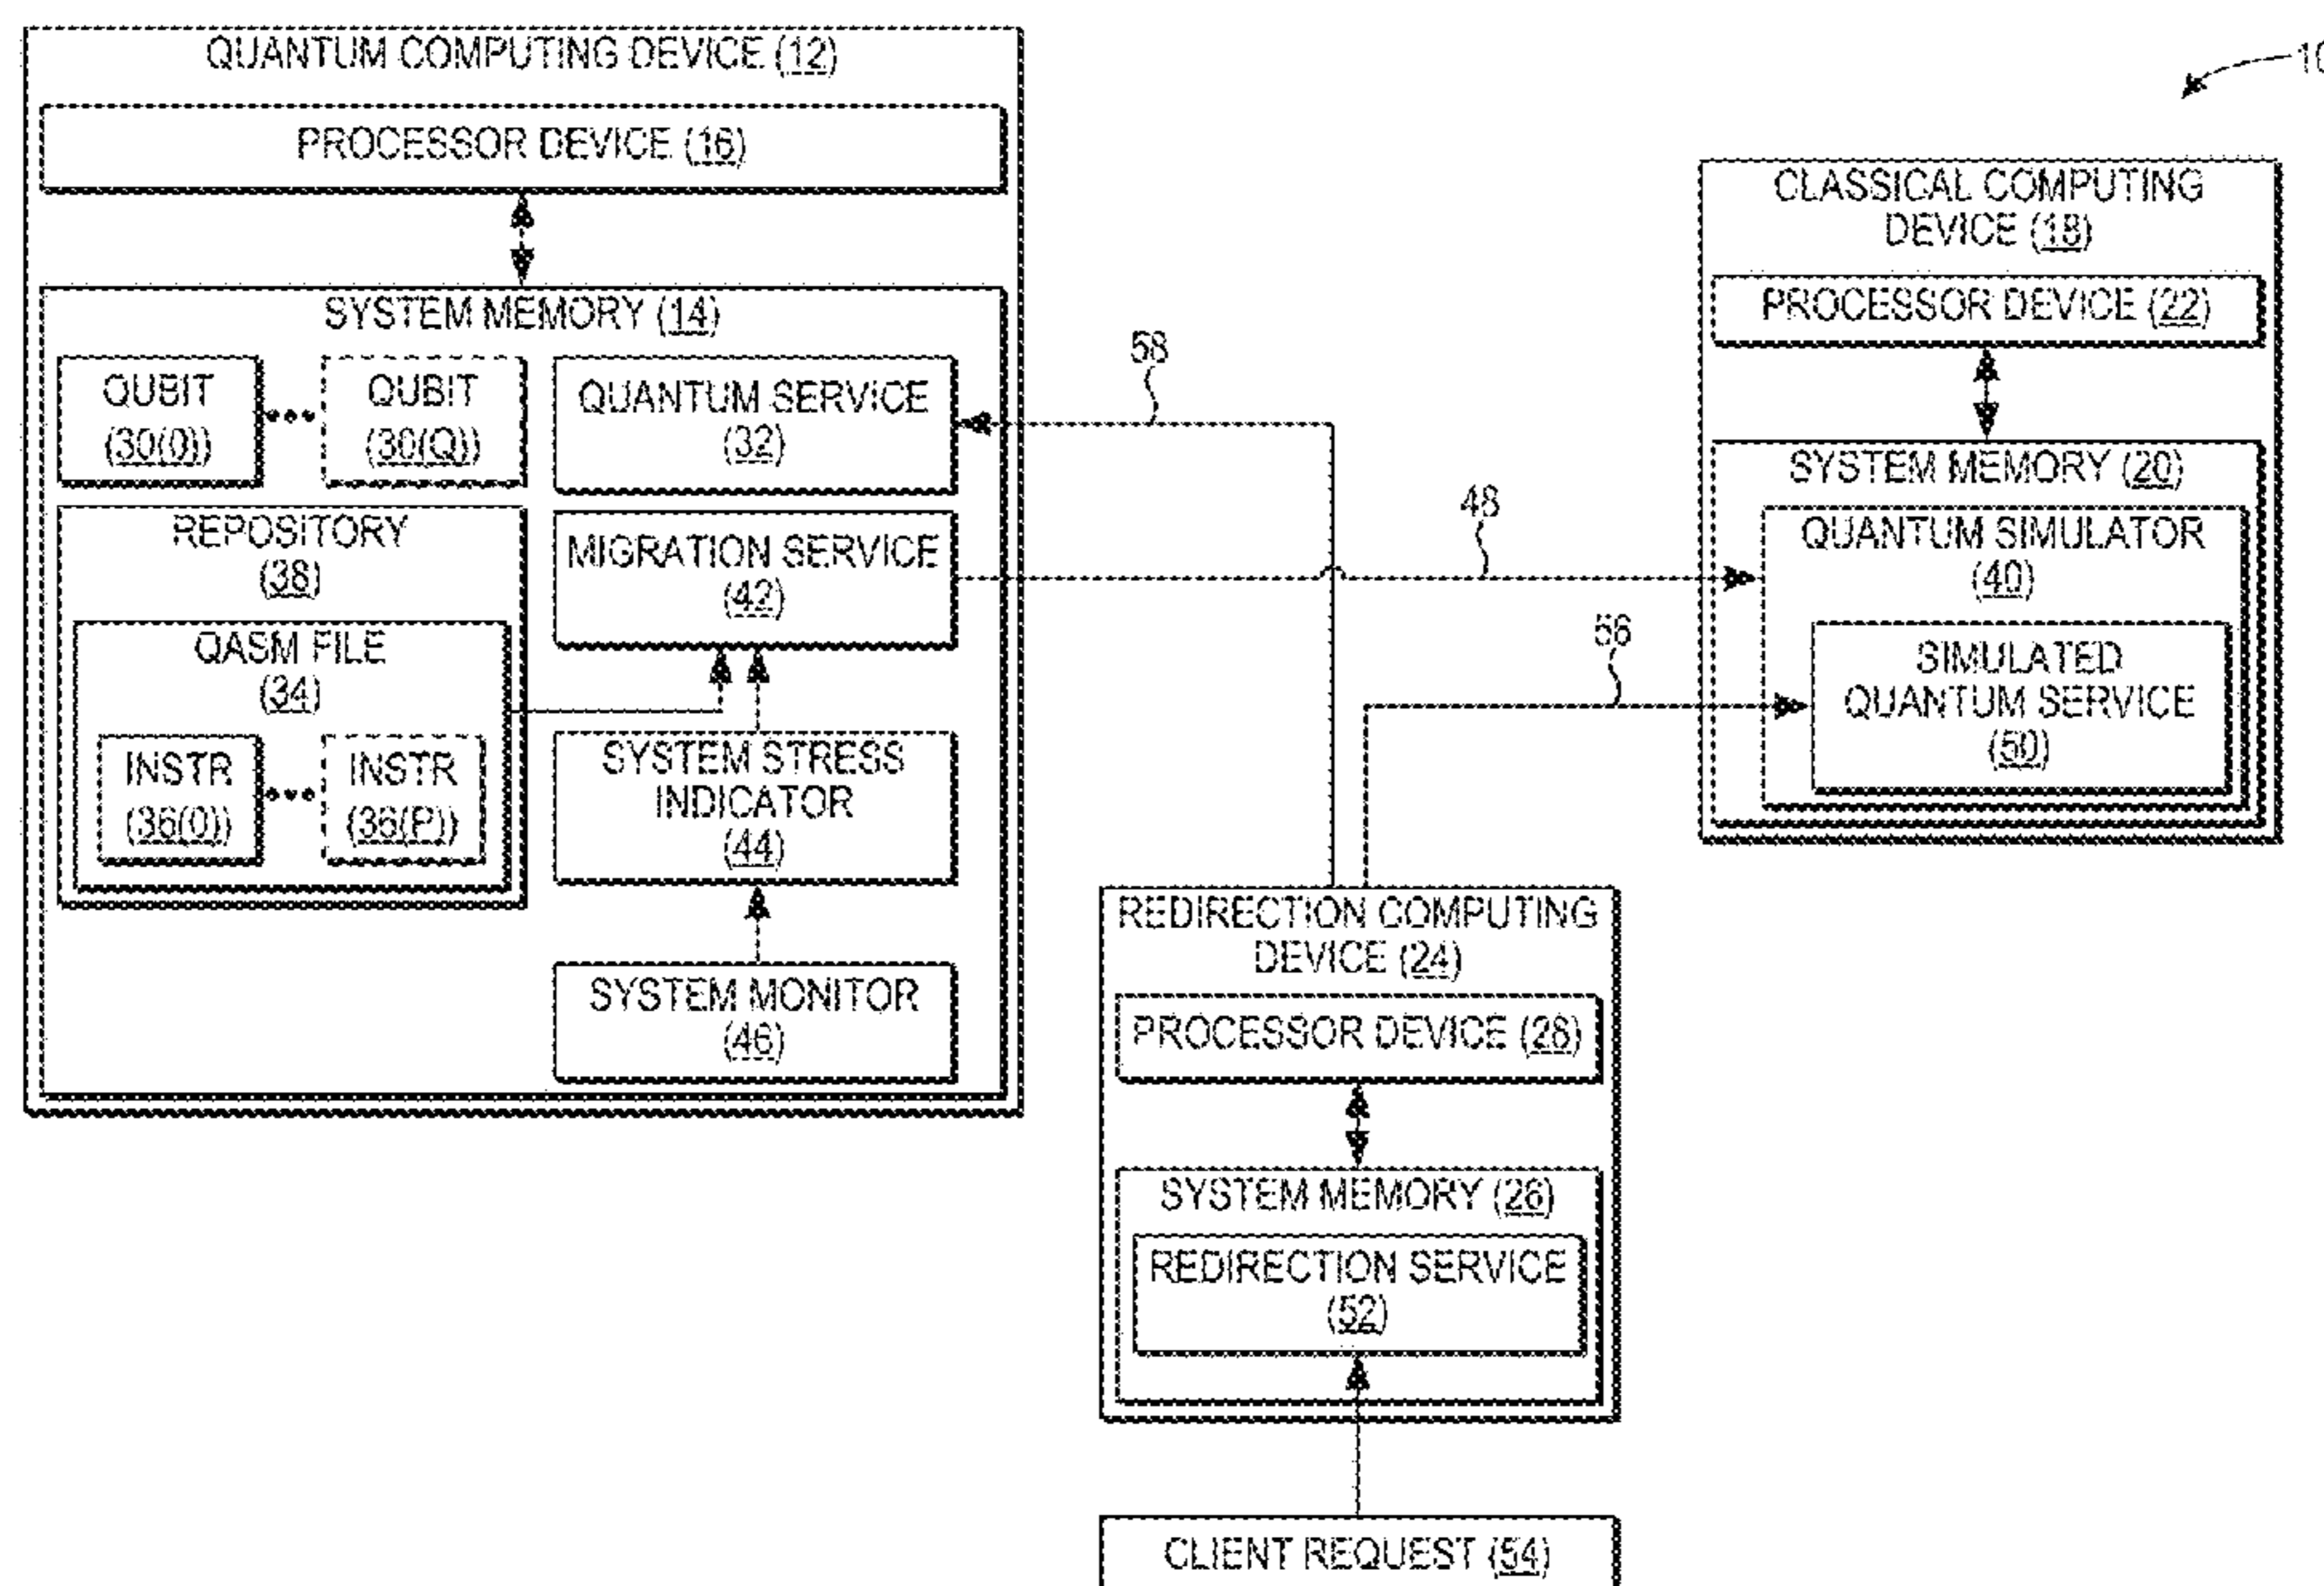 QUANTUM COMPUTING DEVICE (12)
PROCESSOR DEVICE (16)
SYSTEM MEMORY (14)
QUBIT
(30(0))
QUBIT
(30(Q))
QUANTUM SERVICE
(32)
REPOSITORY
(38)
MIGRATION SERVICE
(42)
QASM FILE
(34)
INSTR
(36(0))
INSTR
(36(P))
SYSTEM STRESS
INDICATOR
(44)
SYSTEM MONITOR
(46)
58
48
56
10
CLASSICAL COMPUTING
DEVICE (18)
PROCESSOR DEVICE (22)
SYSTEM MEMORY (20)
QUANTUM SIMULATOR
(40)
SIMULATED
QUANTUM SERVICE
(50)
REDIRECTION COMPUTING
DEVICE (24)
PROCESSOR DEVICE (28)
SYSTEM MEMORY (26)
REDIRECTION SERVICE
(52)
CLIENT REQUEST (54)